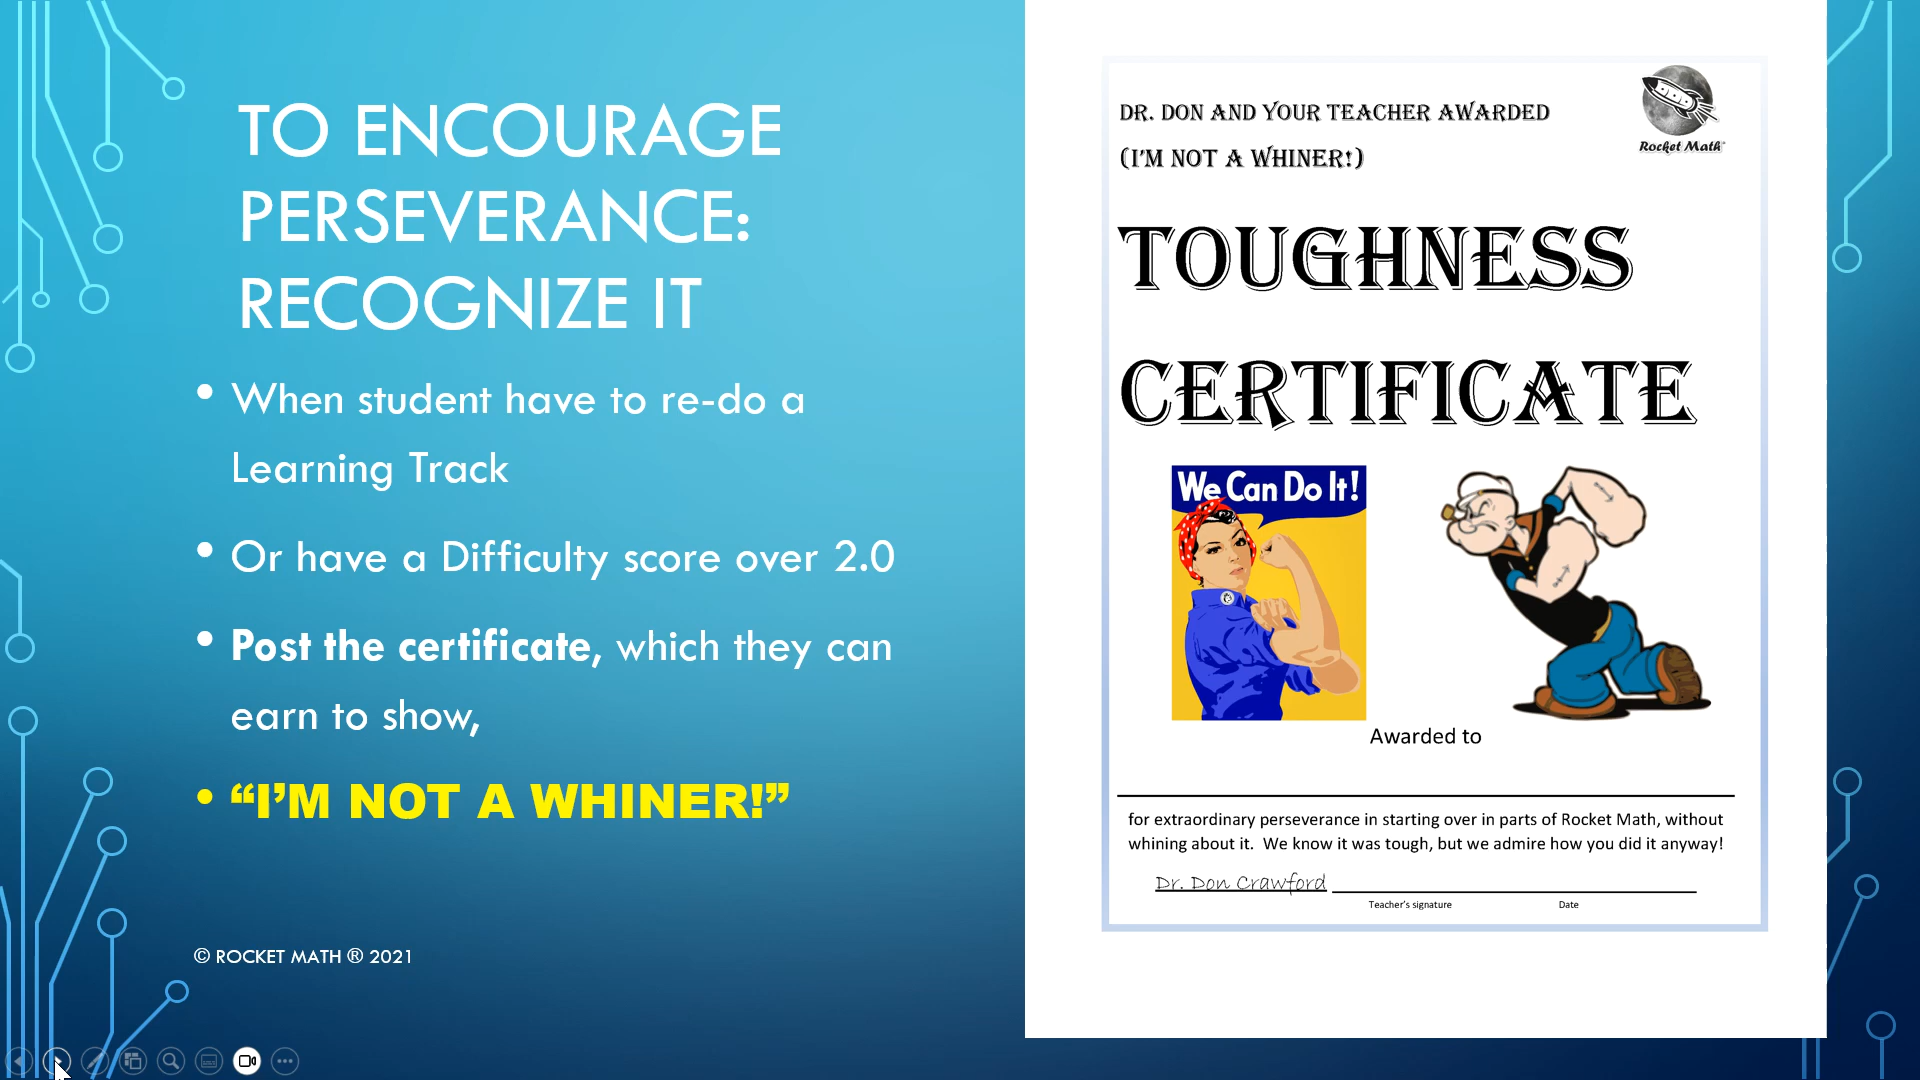 TO ENCOURAGE
PERSEVERANCE:
RECOGNIZE IT
• When student have to re-do a
Learning Track
• Or have a Difficulty score over 2.0
• Post the certificate, which they can
earn to show,
• “I’M NOT A WHINER!”
© ROCKET MATH ® 2021
DR. DON AND YOUR TEACHER AWARDED
(I’M NOT A WHINER!)
Rocket Math
TOUGHNESS
CERTIFICATE
We Can Do It!
Awarded to
for extraordinary perseverance in starting over in parts of Rocket Math, without
whining about it.  We know it was tough, but we admire how you did it anyway!
Dr. Don Crawford
Teacher’s signature Date